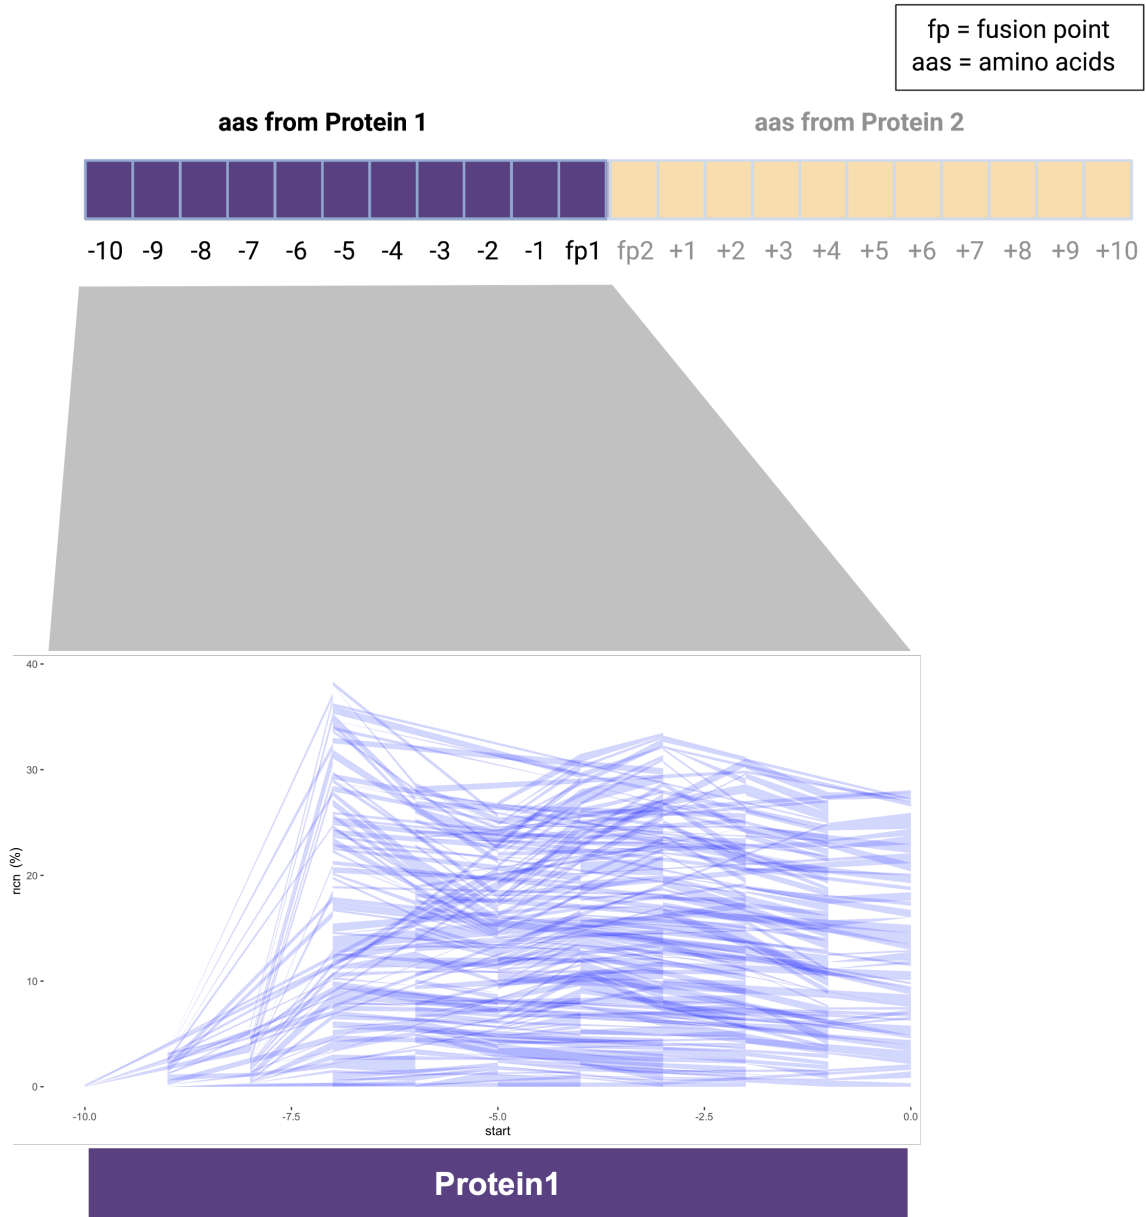 fp = fusion point
aas = amino acids
aas from Protein 1
aas from Protein 2
-10 -9 -8 -7 -6 -5 -4 -3 -2 -1 fp1 fp2 +1 +2 +3 +4 +5 +6 +7 +8 +9 +10
40
30
20
10
0
(%)
-10.0 -7.5 -5.0 -2.5 0.0
start
Protein1